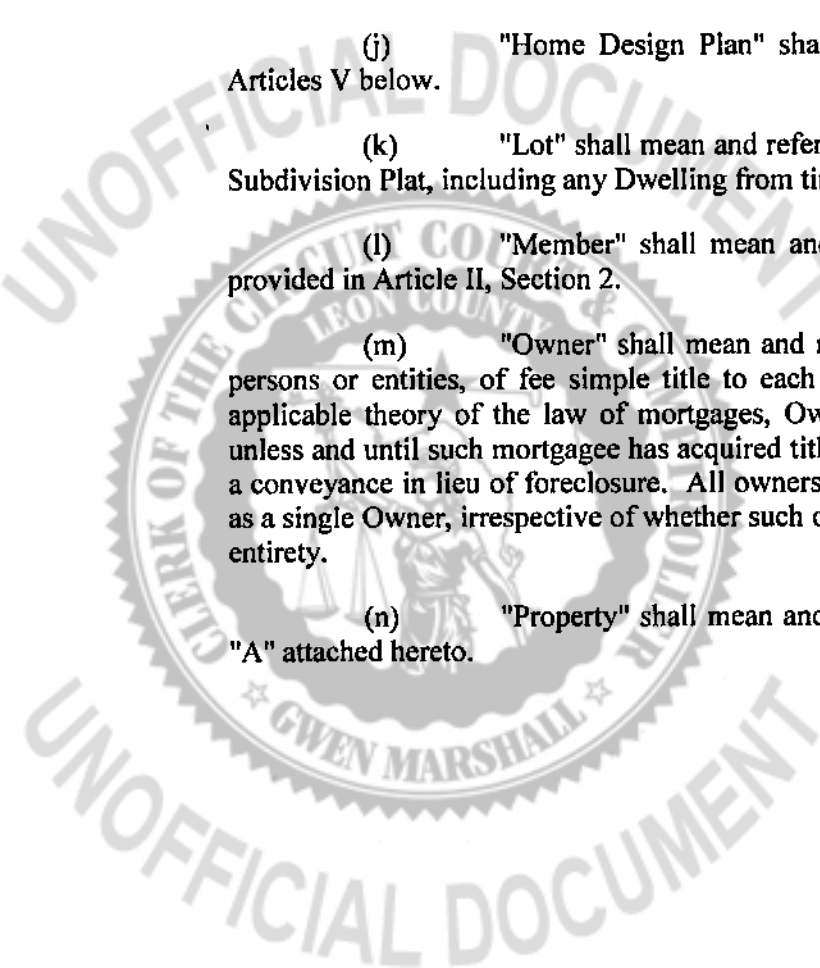 UNOFFICIAL DOCUMENT
(j) "Home Design Plan" sha
Articles V below.
(k) "Lot" shall mean and refer
Subdivision Plat, including any Dwelling from ti
(l) "Member" shall mean an
provided in Article II, Section 2.
(m) "Owner" shall mean and
persons or entities, of fee simple title to each
applicable theory of the law of mortgages, Ow
unless and until such mortgagee has acquired titl
a conveyance in lieu of foreclosure. All owners
as a single Owner, irrespective of whether such
entirety.
(n) "Property" shall mean and
"A" attached hereto.
CLERK OF THE CIRCUIT COURT & COMPTROLLER
LEON COUNTY
GWEN MARSHALL
UNOFFICIAL DOCUMENT